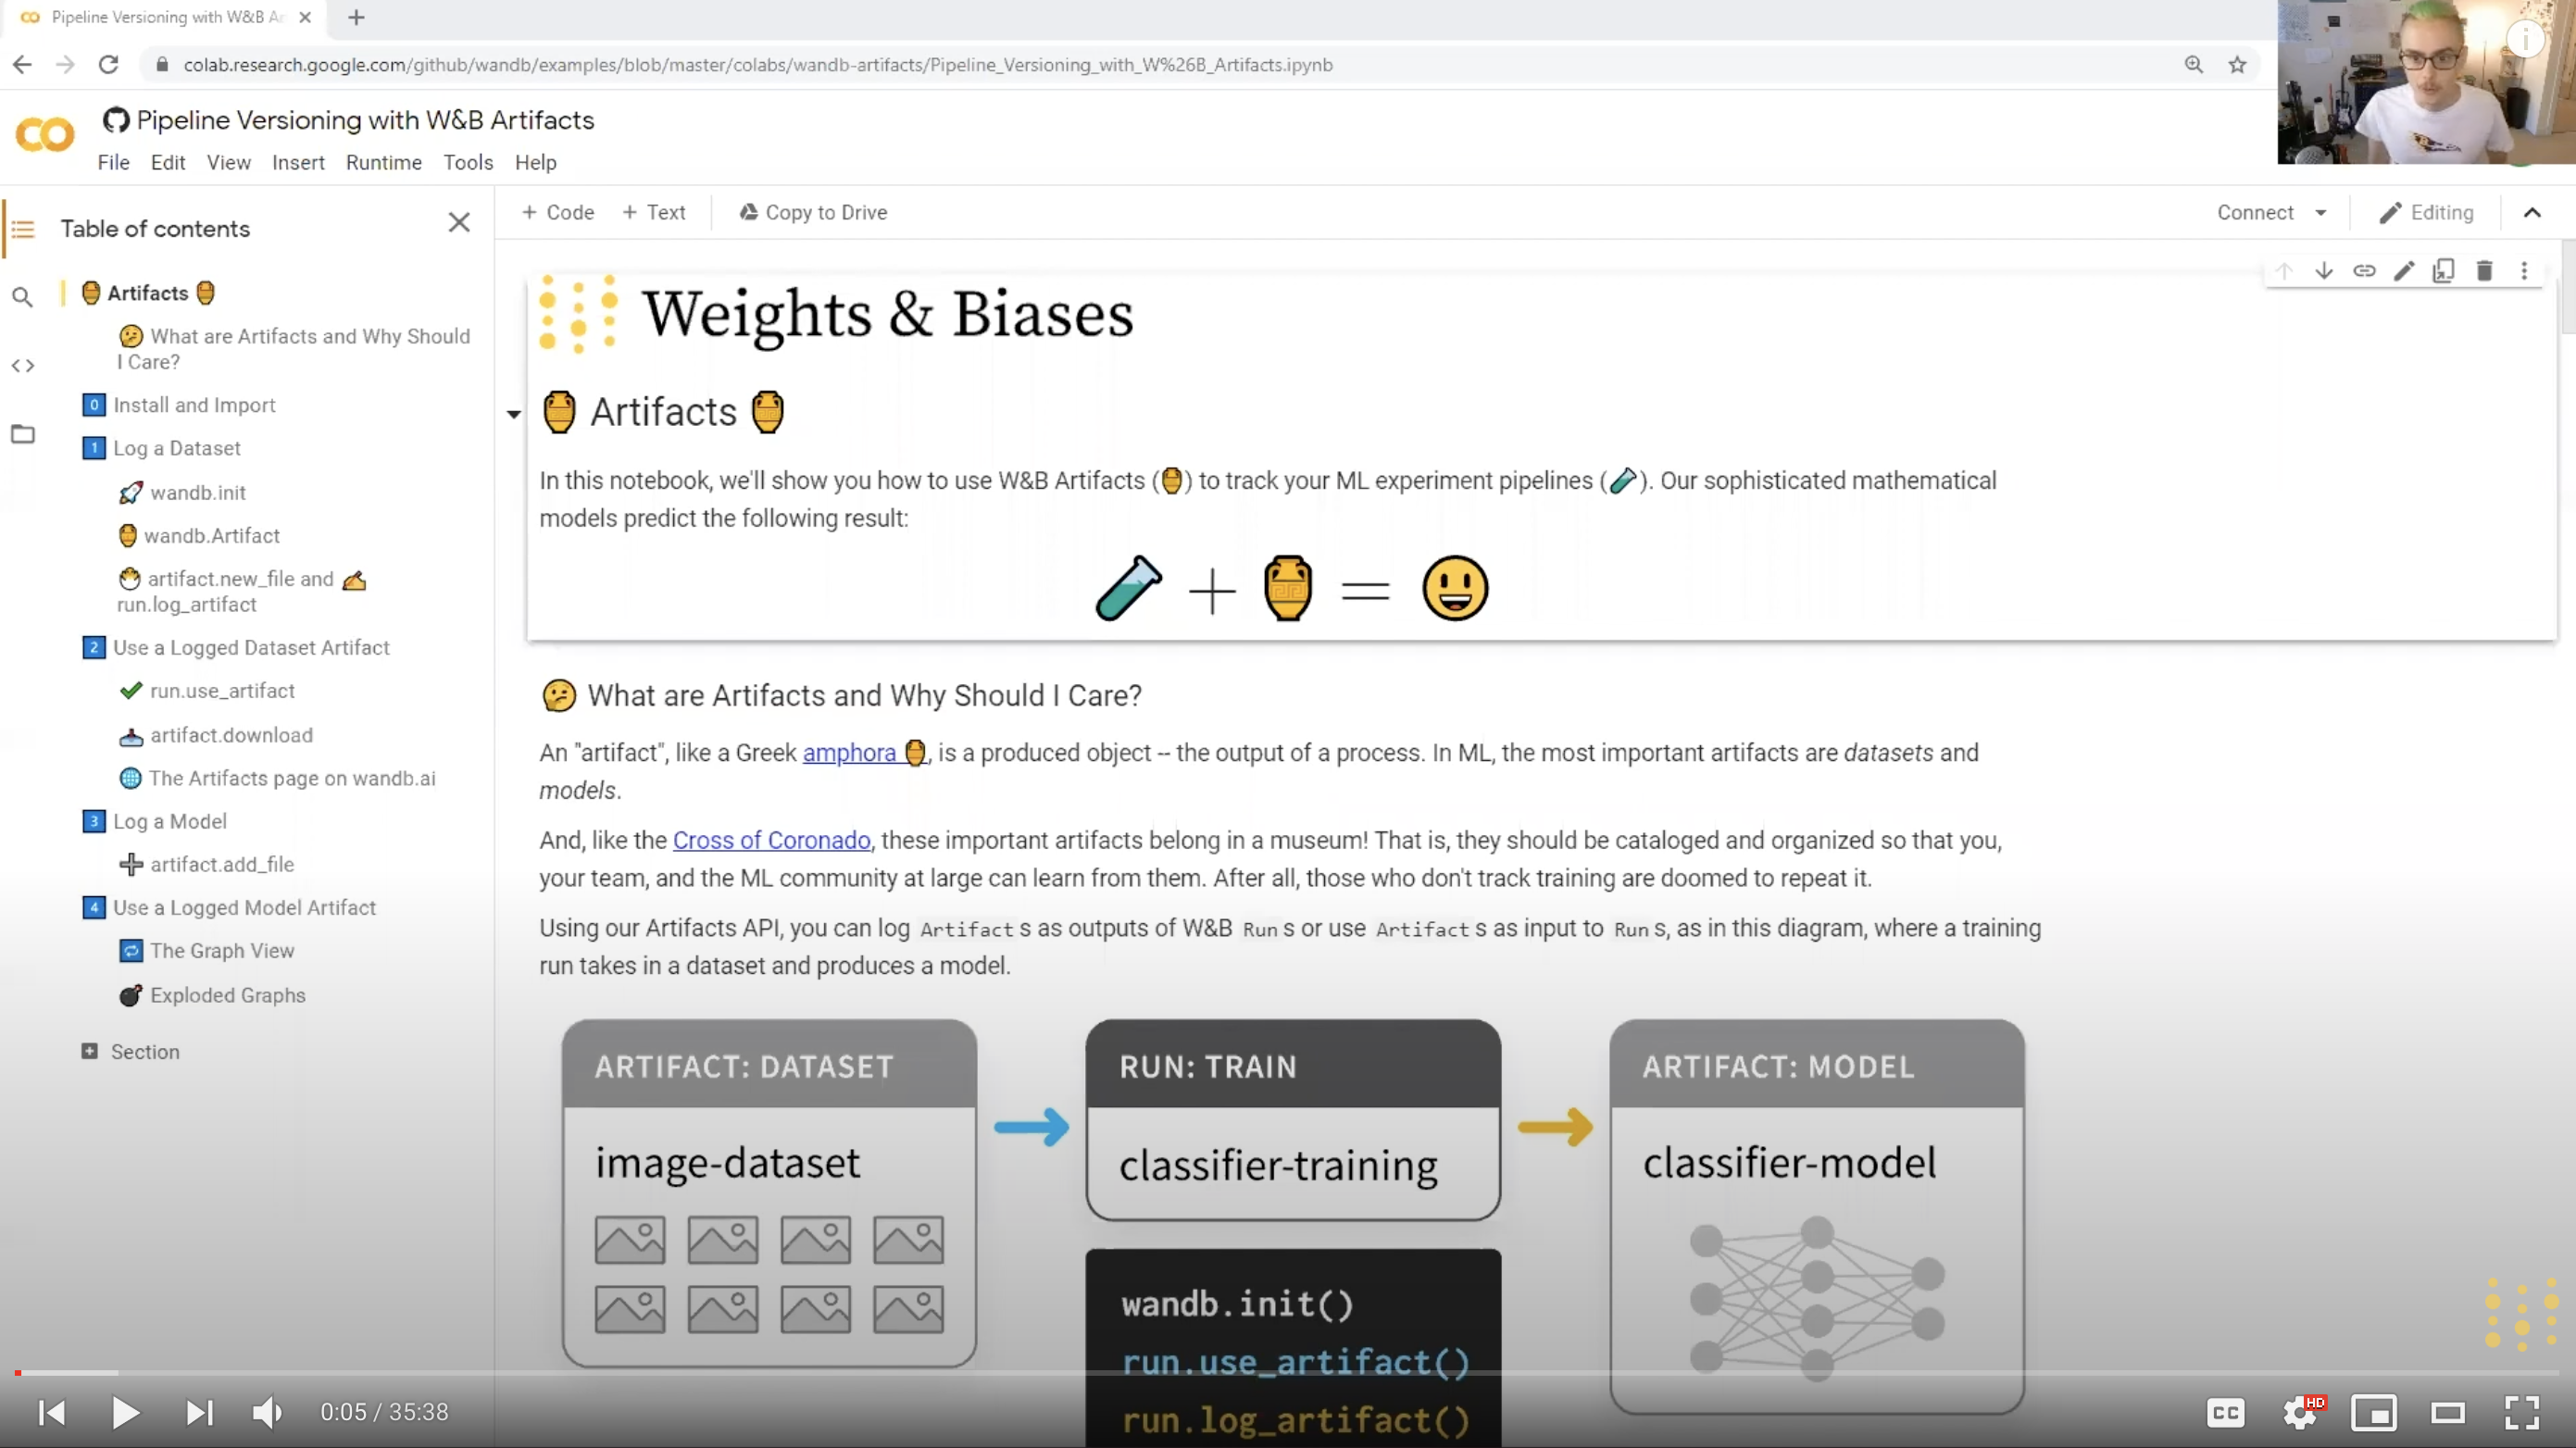 Pipeline Versioning with W&B Ar
colab.research.google.com/github/wandb/examples/blob/master/colabs/wandb-artifacts/Pipeline_Versioning_with_W%26B_Artifacts.ipynb
Pipeline Versioning with W&B Artifacts
File Edit View Insert Runtime Tools Help
Table of contents
Artifacts
What are Artifacts and Why Should
I Care?
0 Install and Import
1 Log a Dataset
wandb.init
wandb.Artifact
artifact.new_file and
run.log_artifact
2 Use a Logged Dataset Artifact
run.use_artifact
artifact.download
The Artifacts page on wandb.ai
3 Log a Model
artifact.add_file
4 Use a Logged Model Artifact
The Graph View
Exploded Graphs
Section
+ Code + Text Copy to Drive
Connect Editing
Weights & Biases
Artifacts
In this notebook, we'll show you how to use W&B Artifacts (🏺) to track your ML experiment pipelines (🧪). Our sophisticated mathematical
models predict the following result:
🧪 + 🏺 = 😃
What are Artifacts and Why Should I Care?
An "artifact", like a Greek amphora 🏺, is a produced object -- the output of a process. In ML, the most important artifacts are datasets and
models.
And, like the Cross of Coronado, these important artifacts belong in a museum! That is, they should be cataloged and organized so that you,
your team, and the ML community at large can learn from them. After all, those who don't track training are doomed to repeat it.
Using our Artifacts API, you can log Artifact s as outputs of W&B Run s or use Artifact s as input to Run s, as in this diagram, where a training
run takes in a dataset and produces a model.
ARTIFACT: DATASET
image-dataset
RUN: TRAIN
classifier-training
wandb.init()
run.use_artifact()
run.log_artifact()
ARTIFACT: MODEL
classifier-model
0:05 / 35:38
CC
HD